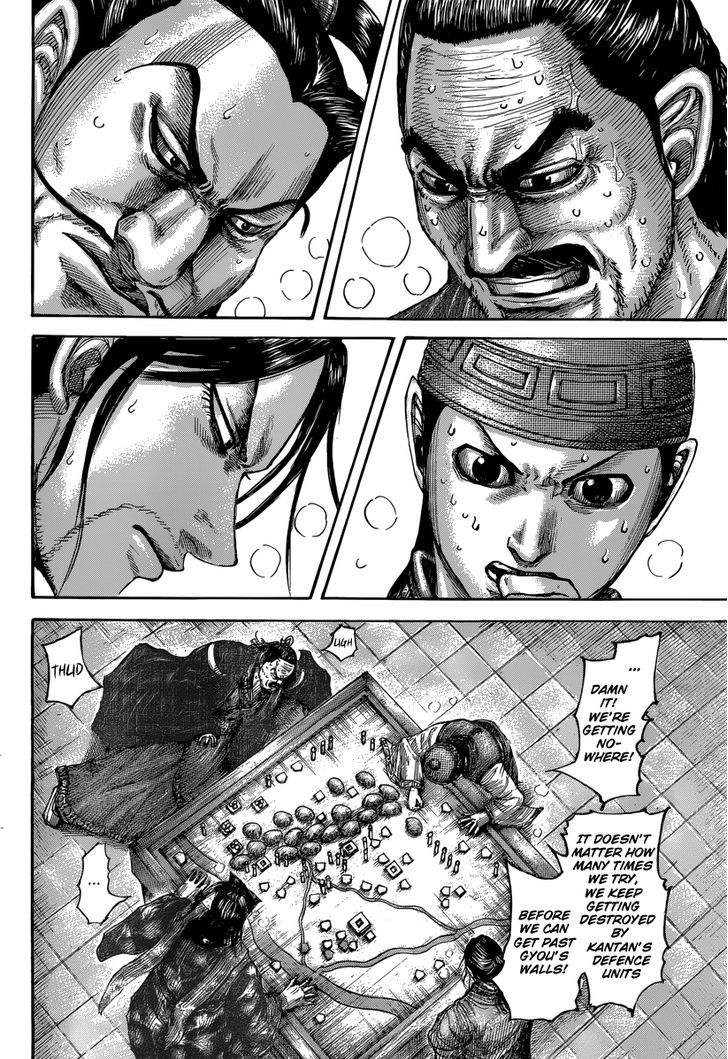 ...
DAMN
IT!
WE'RE
GETTING
NO-
WHERE!
UGH
THUD
IT DOESN'T
MATTER HOW
MANY TIMES
WE TRY,
WE KEEP
GETTING
DESTROYED
BY
KANTAN'S
DEFENCE
UNITS
BEFORE
WE CAN
GET PAST
GYOU'S
WALLS!
...